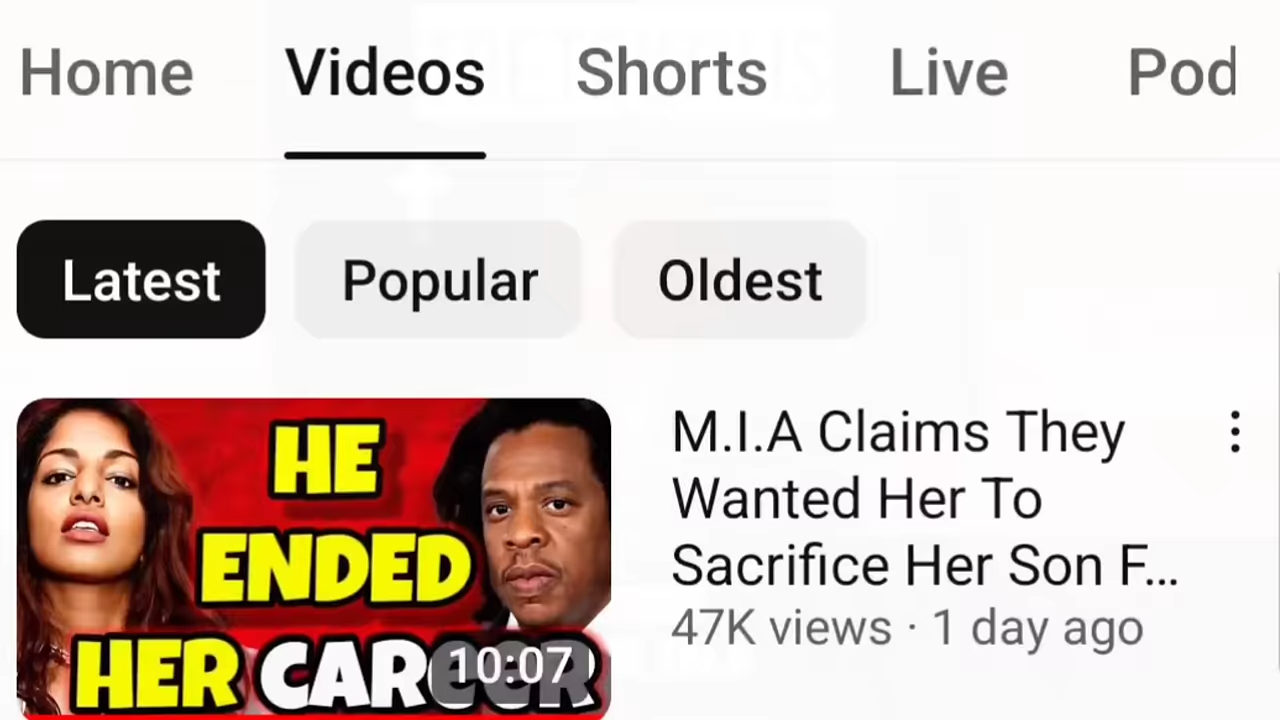 Home Videos Shorts Live Pod
Latest Popular Oldest
HE
ENDED
HER CAREER
10:07
M.I.A Claims They
Wanted Her To
Sacrifice Her Son F...
47K views · 1 day ago